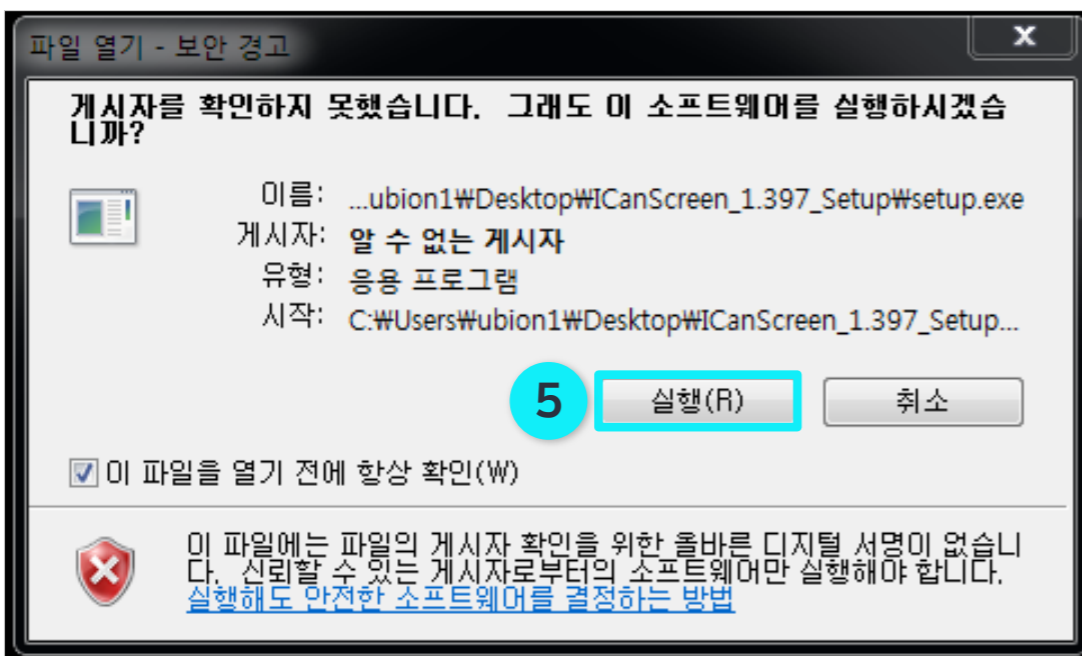 파일 열기 - 보안 경고
x
게시자를 확인하지 못했습니다. 그래도 이 소프트웨어를 실행하시겠습
니까?
이름: ...ubion1₩Desktop₩ICanScreen_1.397_Setup₩setup.exe
게시자: 알 수 없는 게시자
유형: 응용 프로그램
시작: C:₩Users₩ubion1₩Desktop₩ICanScreen_1.397_Setup...
5 실행(R) 취소
이 파일을 열기 전에 항상 확인(W)
이 파일에는 파일의 게시자 확인을 위한 올바른 디지털 서명이 없습니
다. 신뢰할 수 있는 게시자로부터의 소프트웨어만 실행해야 합니다.
실행해도 안전한 소프트웨어를 결정하는 방법